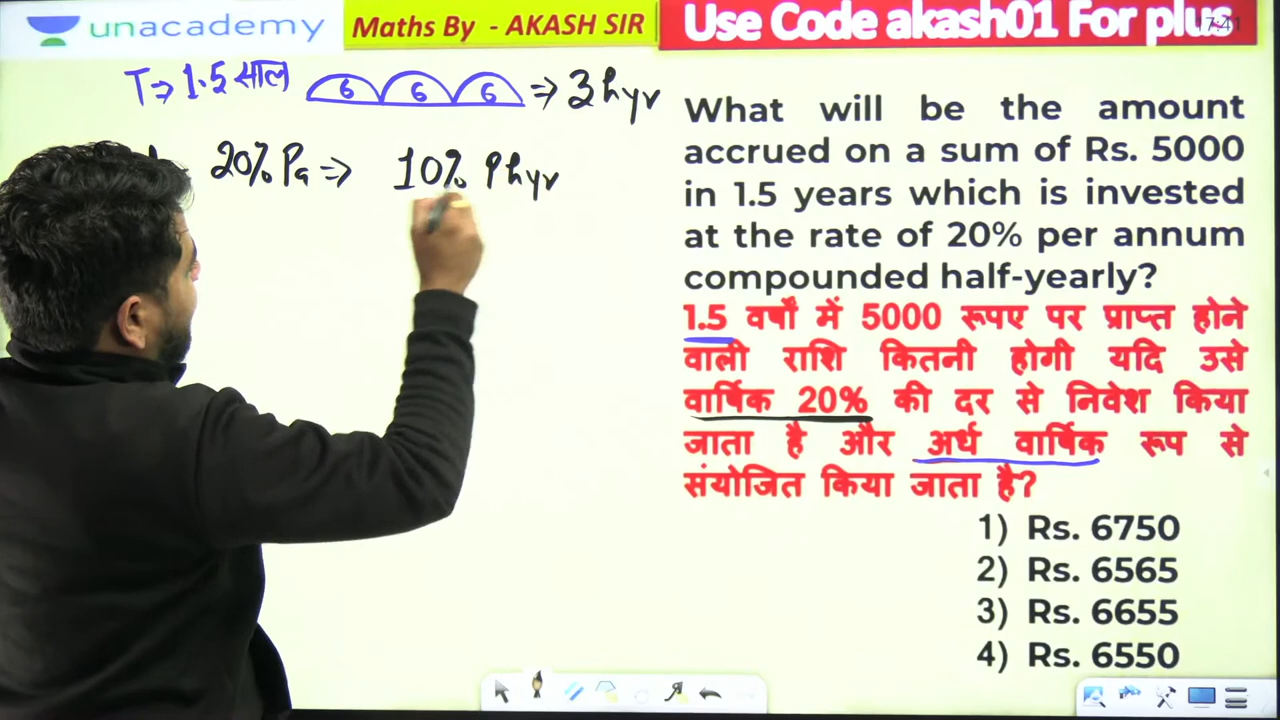 unacademy
Maths By - AKASH SIR
Use Code akash01 For plus
17:41
T⇒ 1.5 साल 6 6 6 ⇒ 3 hyr
20% Pa ⇒ 10% Phyr
What will be the amount
accrued on a sum of Rs. 5000
in 1.5 years which is invested
at the rate of 20% per annum
compounded half-yearly?
1.5 वर्षों में 5000 रूपए पर प्राप्त होने
वाली राशि कितनी होगी यदि उसे
वार्षिक 20% की दर से निवेश किया
जाता है और अर्ध वार्षिक रूप से
संयोजित किया जाता है?
1) Rs. 6750
2) Rs. 6565
3) Rs. 6655
4) Rs. 6550